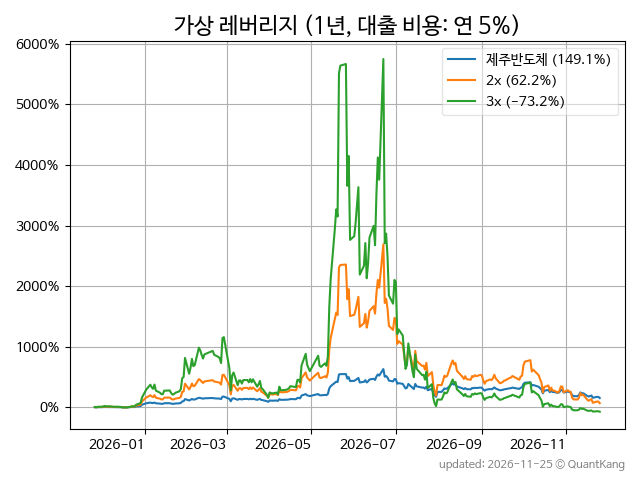 가상 레버리지 (1년, 대출 비용: 연 5%)
6000%
5000%
4000%
3000%
2000%
1000%
0%
제주반도체 (149.1%)
2x (62.2%)
3x (-73.2%)
2026-01 2026-03 2026-05 2026-07 2026-09 2026-11
updated: 2026-11-25 © QuantKang